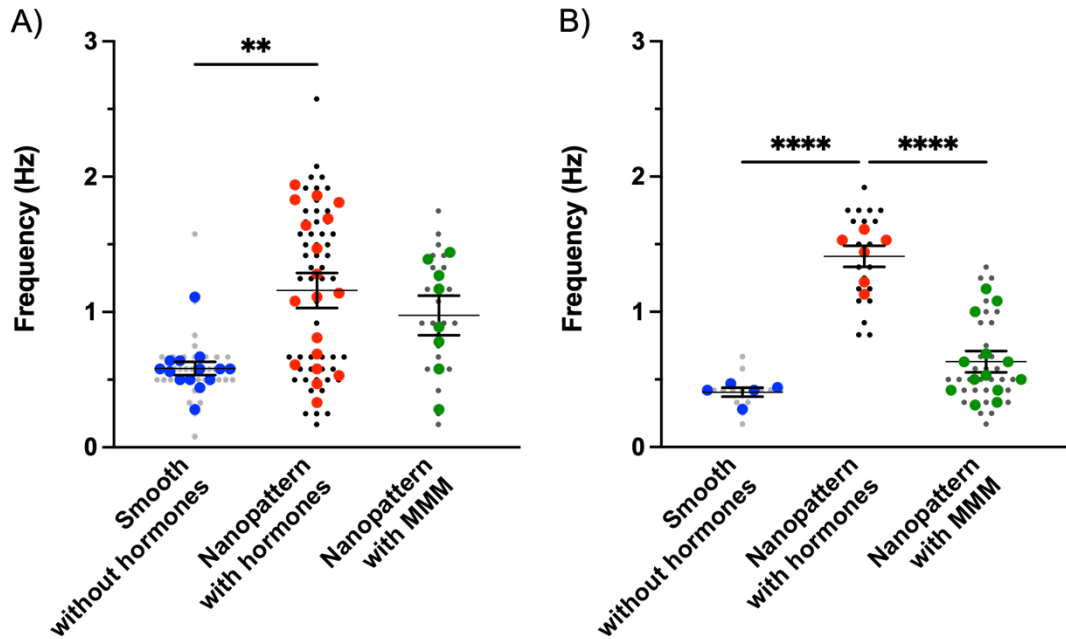 A)
Frequency (Hz)
3
2
1
0
**
Smooth
without hormones
Nanopattern
with hormones
Nanopattern
with MMM
B)
Frequency (Hz)
3
2
1
0
****
****
Smooth
without hormones
Nanopattern
with hormones
Nanopattern
with MMM